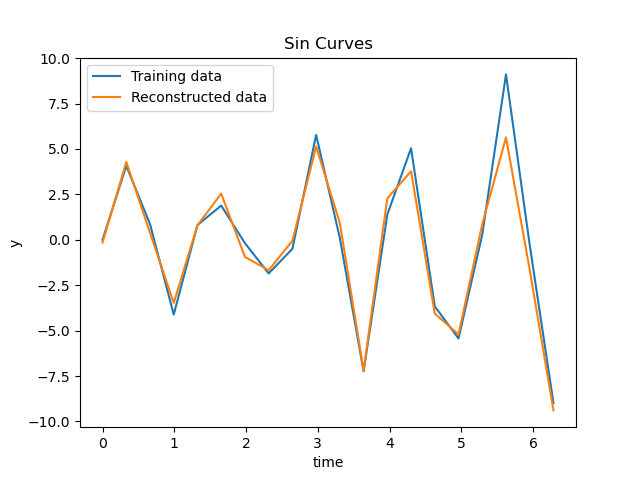 Sin Curves
Training data
Reconstructed data
10.0
7.5
5.0
2.5
0.0
−2.5
−5.0
−7.5
−10.0
y
0 1 2 3 4 5 6
time